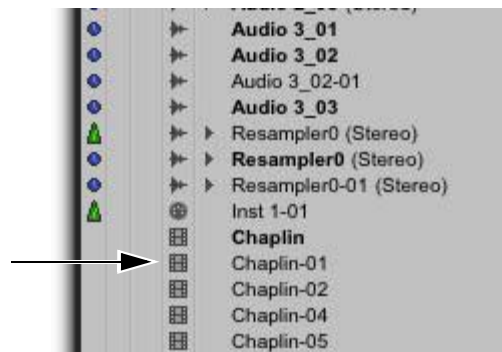 Audio 3_01
Audio 3_02
Audio 3_02-01
Audio 3_03
Resampler0 (Stereo)
Resampler0 (Stereo)
Resampler0-01 (Stereo)
Inst 1-01
Chaplin
Chaplin-01
Chaplin-02
Chaplin-04
Chaplin-05